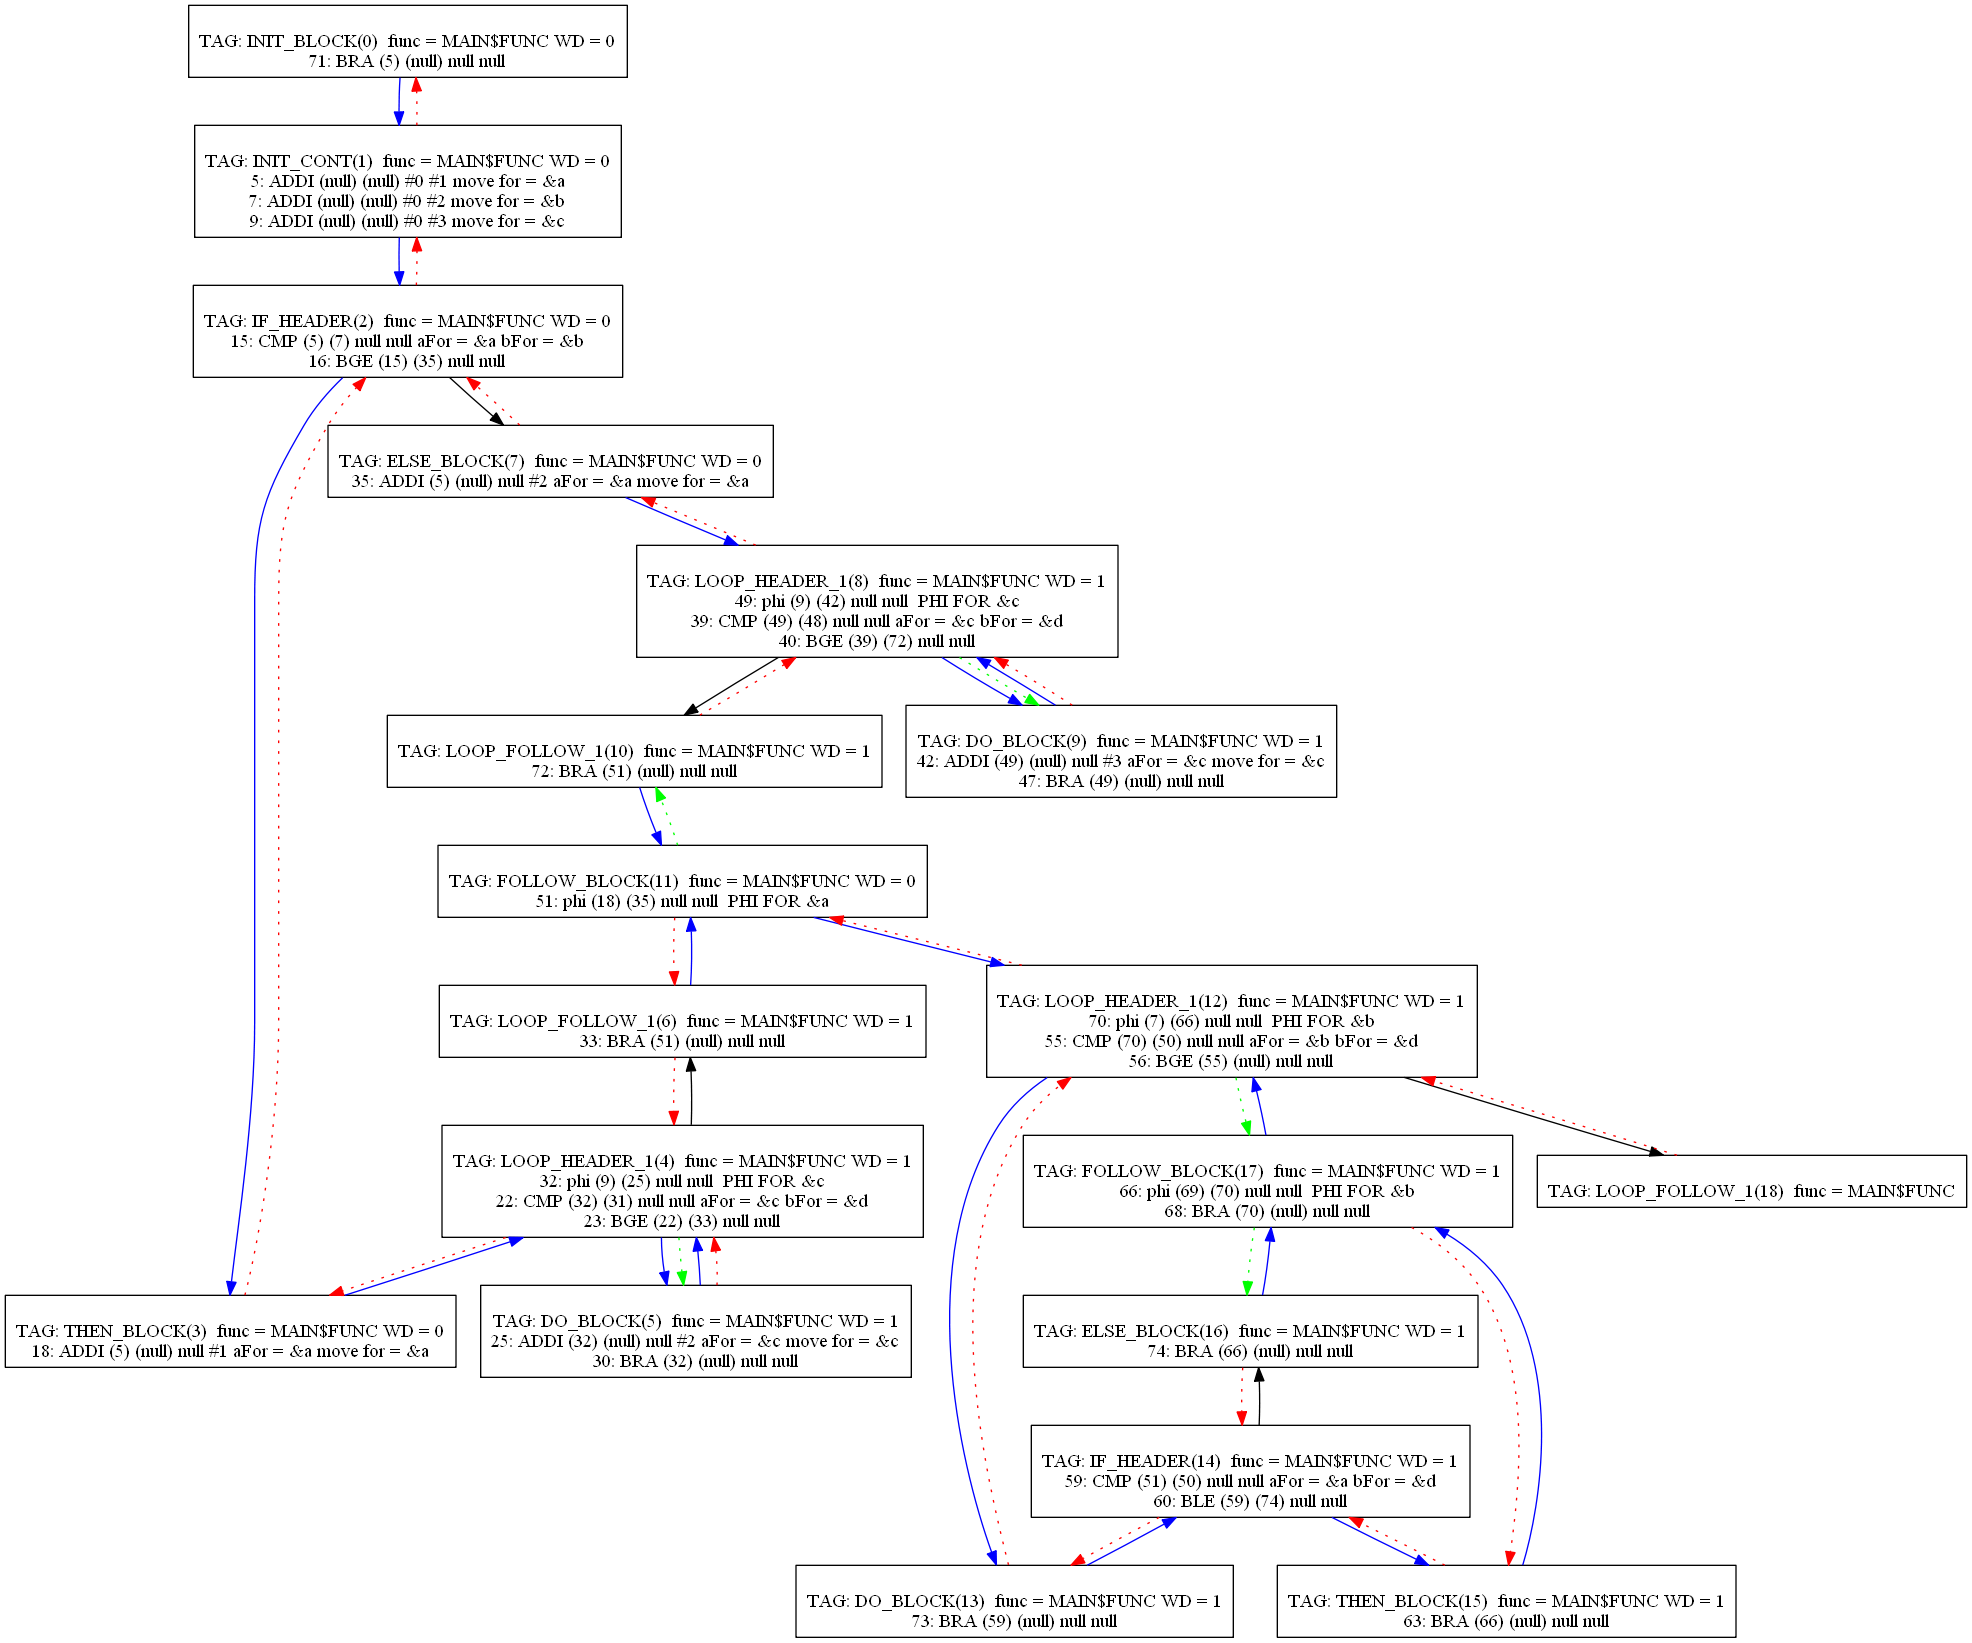 TAG: INIT_BLOCK(0)  func = MAIN$FUNC WD = 0
71: BRA (5) (null) null null
TAG: INIT_CONT(1)  func = MAIN$FUNC WD = 0
5: ADDI (null) (null) #0 #1 move for = &a
7: ADDI (null) (null) #0 #2 move for = &b
9: ADDI (null) (null) #0 #3 move for = &c
TAG: IF_HEADER(2)  func = MAIN$FUNC WD = 0
15: CMP (5) (7) null null aFor = &a bFor = &b
16: BGE (15) (35) null null
TAG: ELSE_BLOCK(7)  func = MAIN$FUNC WD = 0
35: ADDI (5) (null) null #2 aFor = &a move for = &a
TAG: LOOP_HEADER_1(8)  func = MAIN$FUNC WD = 1
49: phi (9) (42) null null  PHI FOR &c
39: CMP (49) (48) null null aFor = &c bFor = &d
40: BGE (39) (72) null null
TAG: LOOP_FOLLOW_1(10)  func = MAIN$FUNC WD = 1
72: BRA (51) (null) null null
TAG: DO_BLOCK(9)  func = MAIN$FUNC WD = 1
42: ADDI (49) (null) null #3 aFor = &c move for = &c
47: BRA (49) (null) null null
TAG: FOLLOW_BLOCK(11)  func = MAIN$FUNC WD = 0
51: phi (18) (35) null null  PHI FOR &a
TAG: LOOP_FOLLOW_1(6)  func = MAIN$FUNC WD = 1
33: BRA (51) (null) null null
TAG: LOOP_HEADER_1(12)  func = MAIN$FUNC WD = 1
70: phi (7) (66) null null  PHI FOR &b
55: CMP (70) (50) null null aFor = &b bFor = &d
56: BGE (55) (null) null null
TAG: LOOP_HEADER_1(4)  func = MAIN$FUNC WD = 1
32: phi (9) (25) null null  PHI FOR &c
22: CMP (32) (31) null null aFor = &c bFor = &d
23: BGE (22) (33) null null
TAG: FOLLOW_BLOCK(17)  func = MAIN$FUNC WD = 1
66: phi (69) (70) null null  PHI FOR &b
68: BRA (70) (null) null null
TAG: LOOP_FOLLOW_1(18)  func = MAIN$FUNC
TAG: THEN_BLOCK(3)  func = MAIN$FUNC WD = 0
18: ADDI (5) (null) null #1 aFor = &a move for = &a
TAG: DO_BLOCK(5)  func = MAIN$FUNC WD = 1
25: ADDI (32) (null) null #2 aFor = &c move for = &c
30: BRA (32) (null) null null
TAG: ELSE_BLOCK(16)  func = MAIN$FUNC WD = 1
74: BRA (66) (null) null null
TAG: IF_HEADER(14)  func = MAIN$FUNC WD = 1
59: CMP (51) (50) null null aFor = &a bFor = &d
60: BLE (59) (74) null null
TAG: DO_BLOCK(13)  func = MAIN$FUNC WD = 1
73: BRA (59) (null) null null
TAG: THEN_BLOCK(15)  func = MAIN$FUNC WD = 1
63: BRA (66) (null) null null